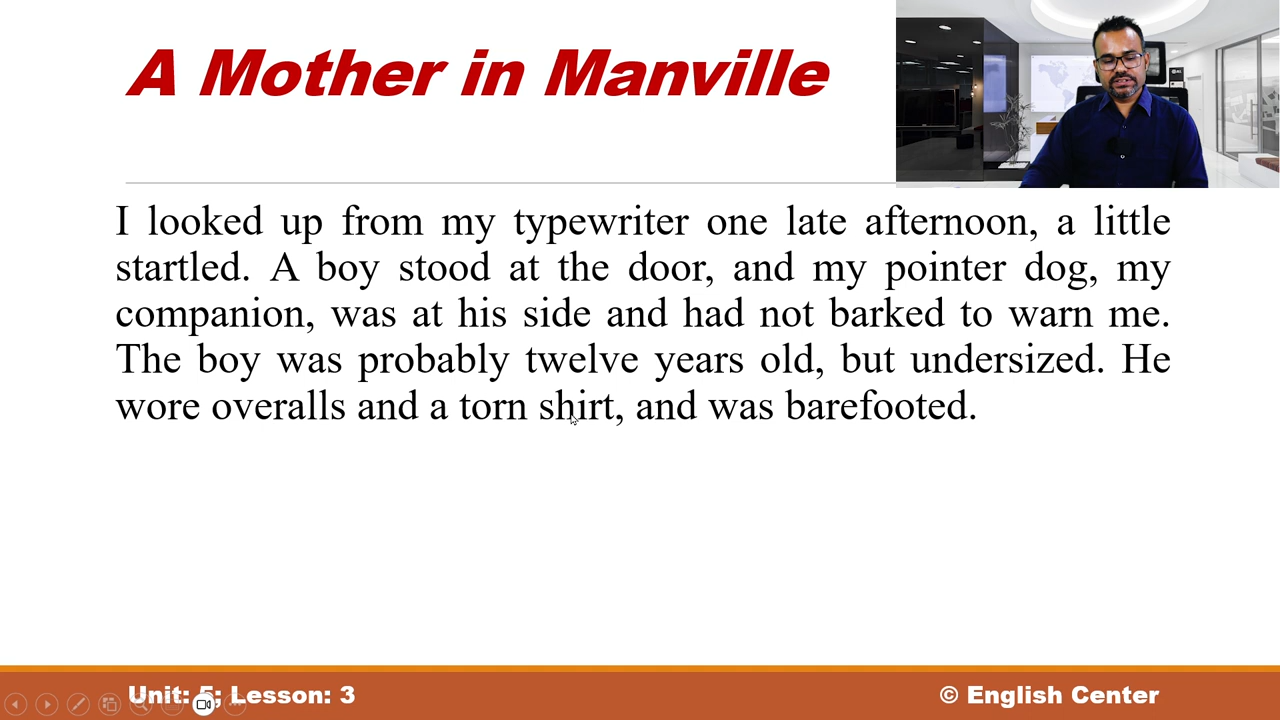 A Mother in Manville
I looked up from my typewriter one late afternoon, a little
startled. A boy stood at the door, and my pointer dog, my
companion, was at his side and had not barked to warn me.
The boy was probably twelve years old, but undersized. He
wore overalls and a torn shirt, and was barefooted.
Unit: 5; Lesson: 3
© English Center